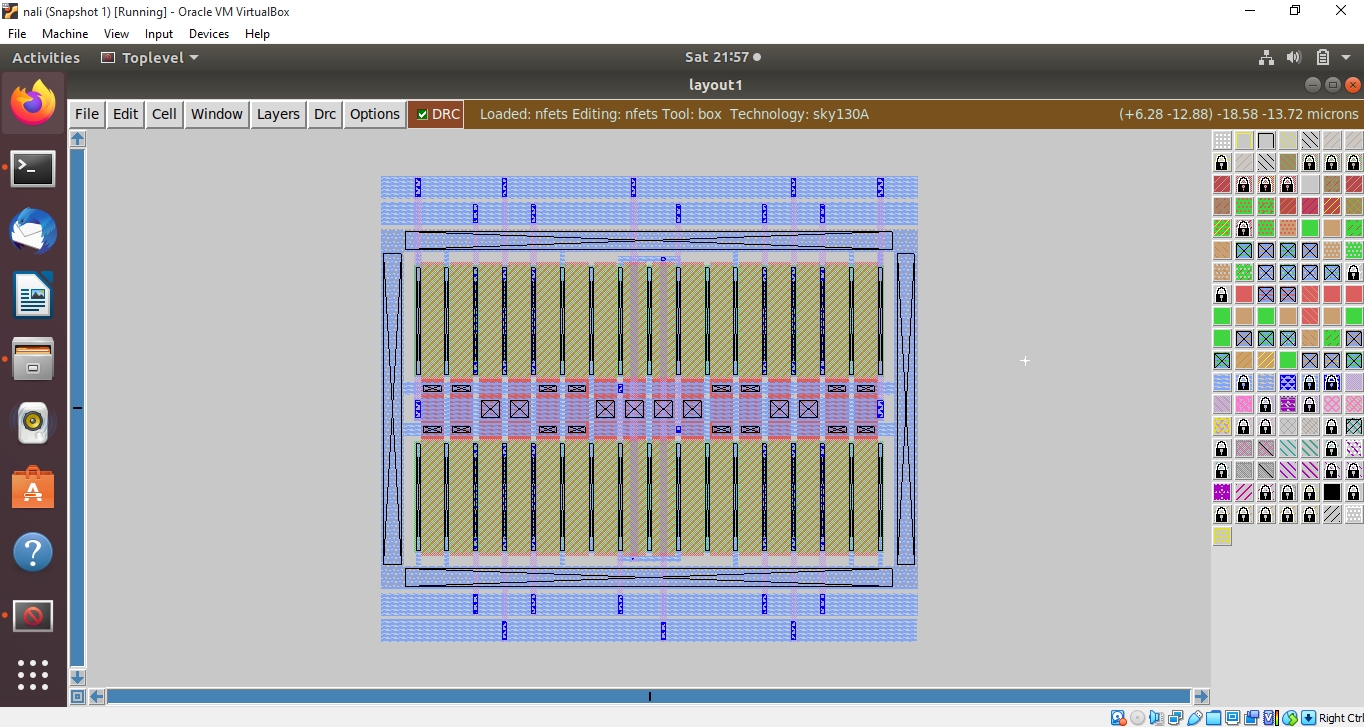 nali (Snapshot 1) [Running] - Oracle VM VirtualBox
File Machine View Input Devices Help
Activities Toplevel Sat 21:57
layout1
File Edit Cell Window Layers Drc Options DRC Loaded: nfets Editing: nfets Tool: box Technology: sky130A (+6.28 -12.88) -18.58 -13.72 microns
Right Ctrl